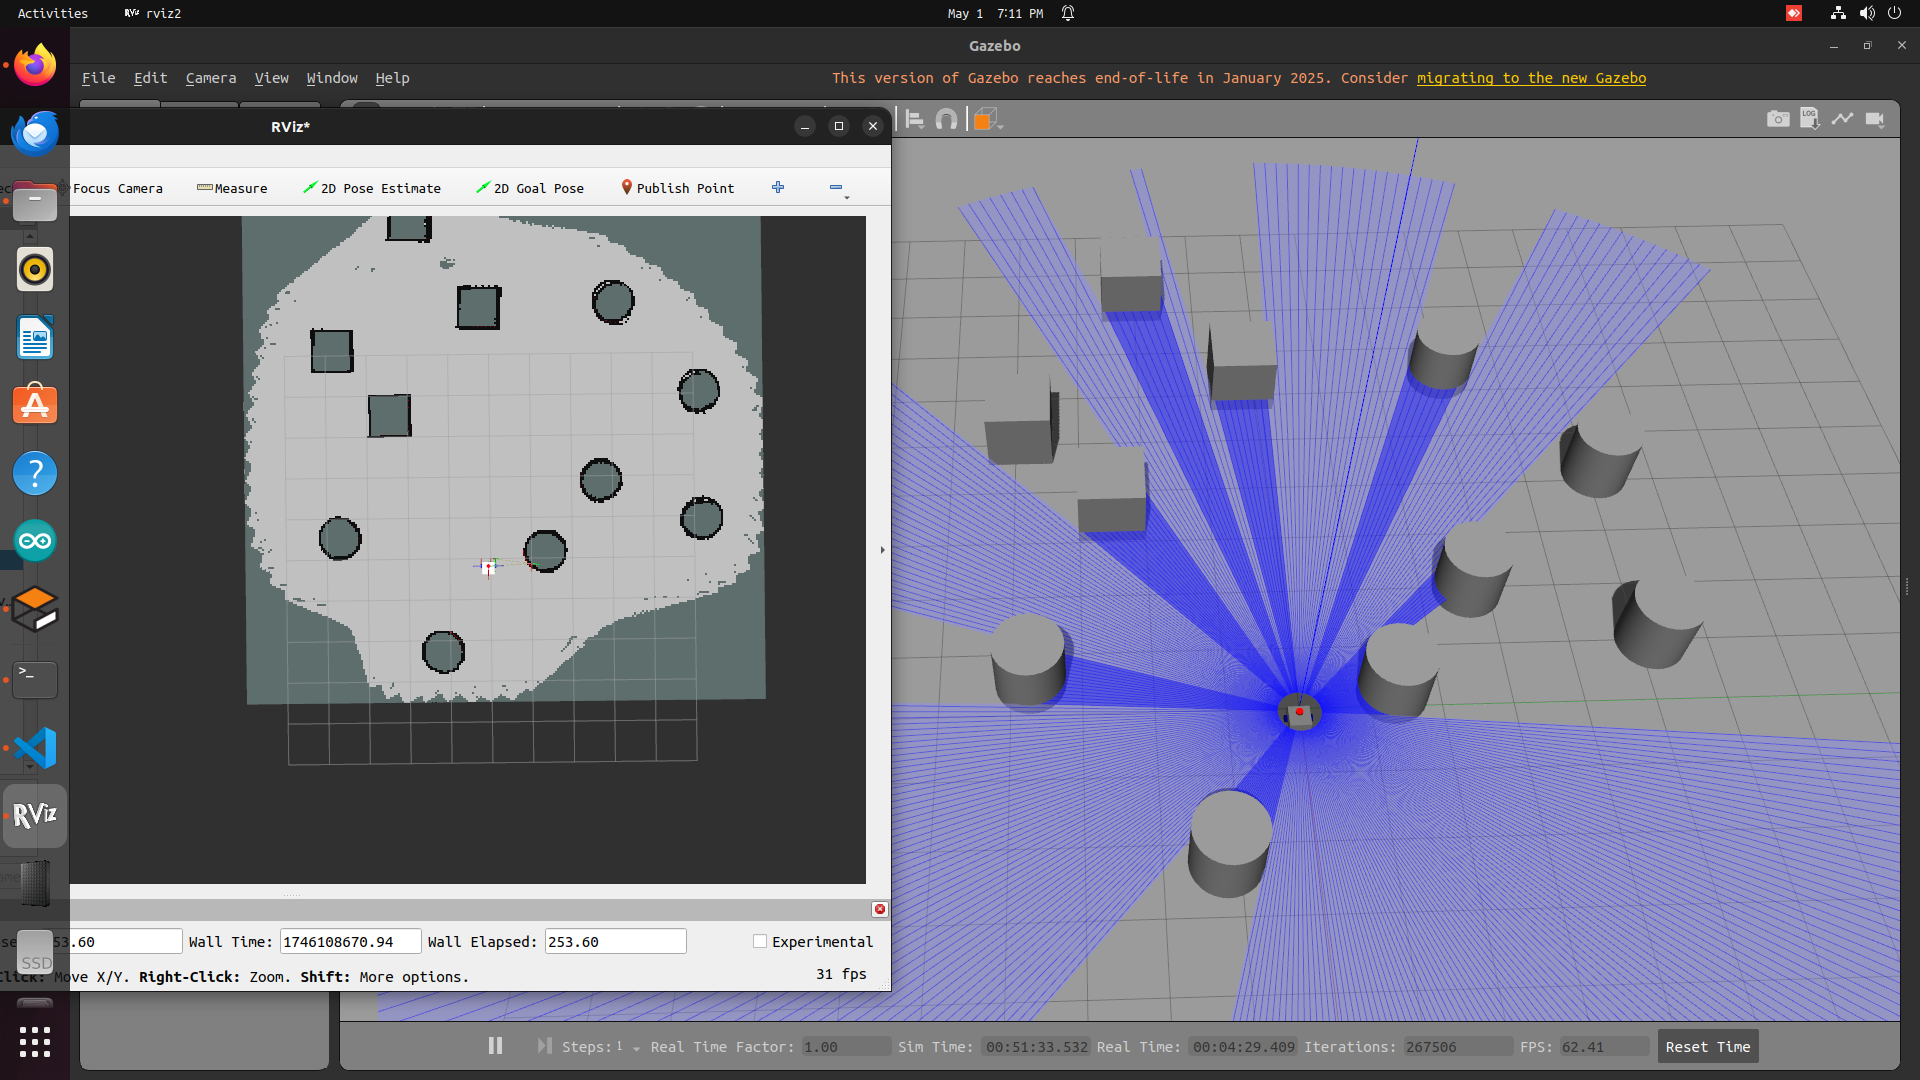 Activities
RViz rviz2
May 1 7:11 PM
Gazebo
File Edit Camera View Window Help
This version of Gazebo reaches end-of-life in January 2025. Consider migrating to the new Gazebo
LOG
RViz*
Focus Camera
Measure
2D Pose Estimate
2D Goal Pose
Publish Point
RViz
53.60
Wall Time: 1746108670.94
Wall Elapsed: 253.60
Experimental
SSD
Click: Move X/Y. Right-Click: Zoom. Shift: More options.
31 fps
Steps: 1
Real Time Factor: 1.00
Sim Time: 00:51:33.532
Real Time: 00:04:29.409
Iterations: 267506
FPS: 62.41
Reset Time